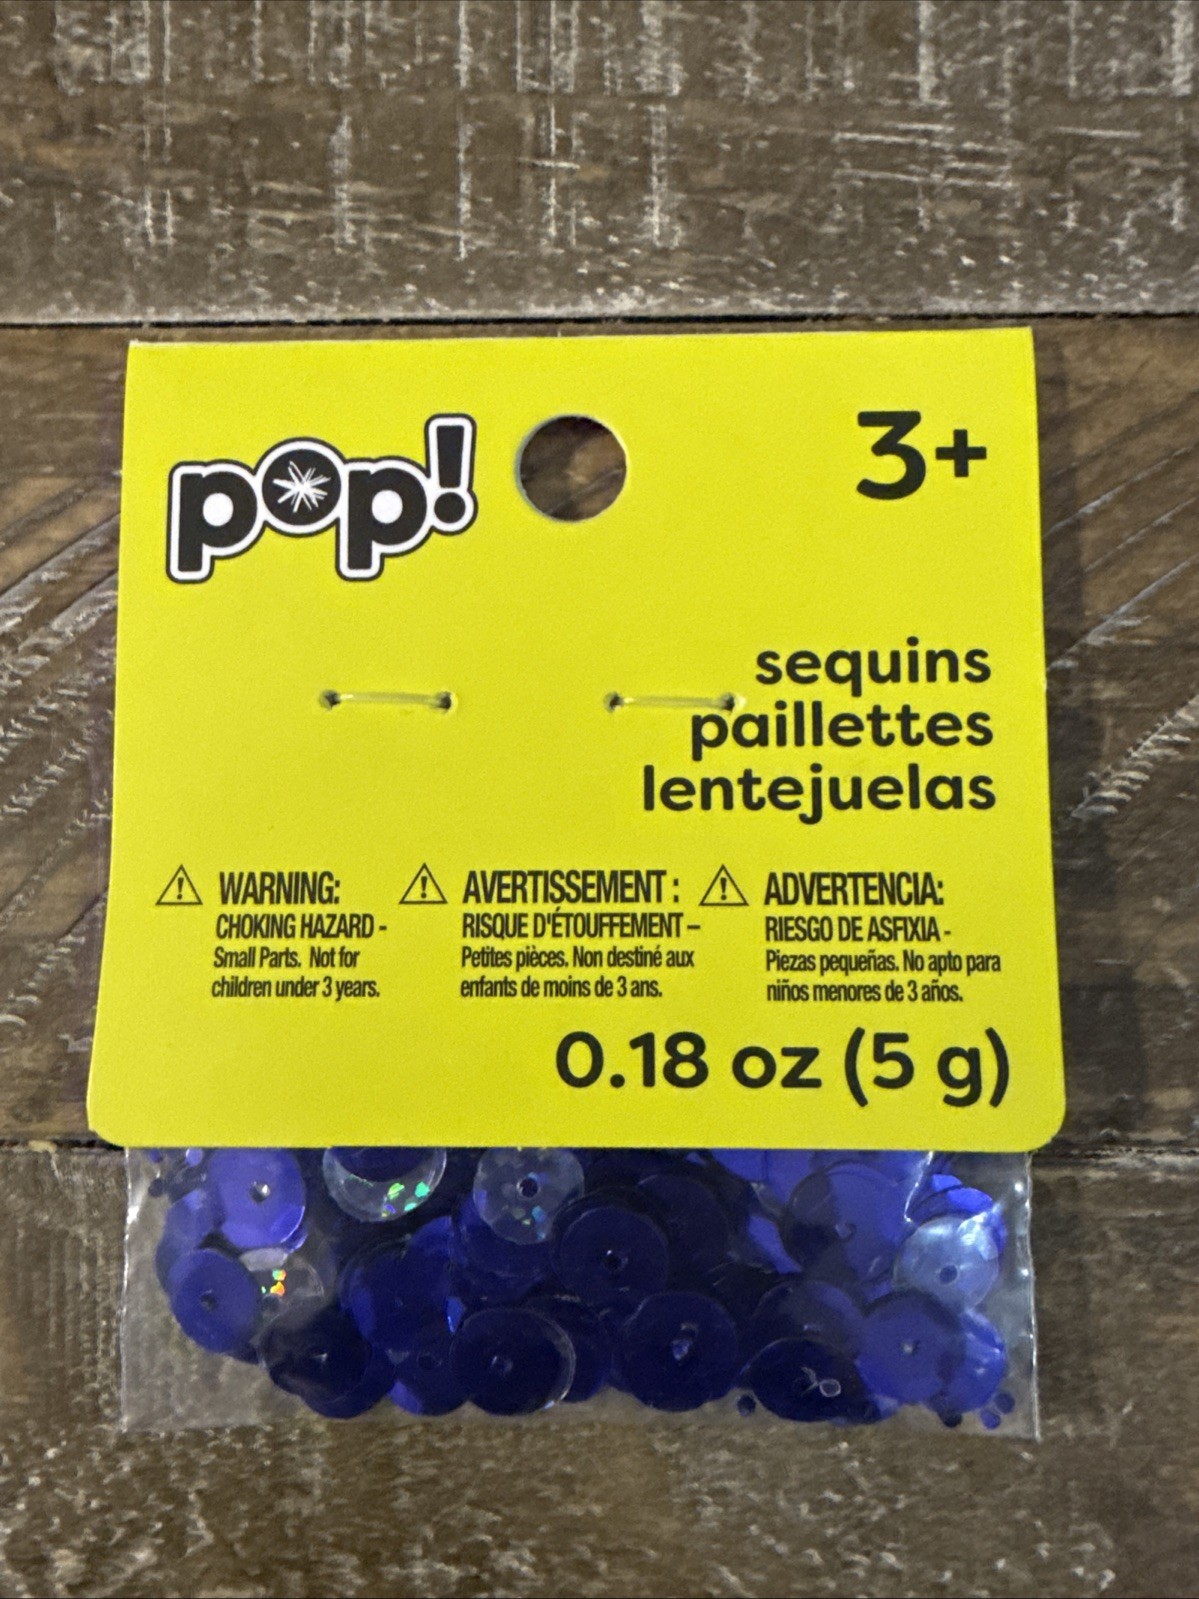 pop!
3+
sequins
paillettes
lentejuelas
WARNING:
CHOKING HAZARD -
Small Parts. Not for
children under 3 years.
AVERTISSEMENT :
RISQUE D'ÉTOUFFEMENT –
Petites pièces. Non destiné aux
enfants de moins de 3 ans.
ADVERTENCIA:
RIESGO DE ASFIXIA -
Piezas pequeñas. No apto para
niños menores de 3 años.
0.18 oz (5 g)